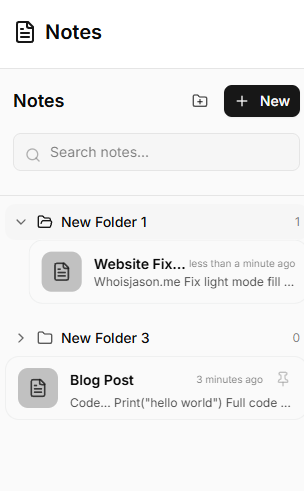 Notes
Notes
New
Search notes...
New Folder 1
1
Website Fix... less than a minute ago
Whoisjason.me Fix light mode fill ...
New Folder 3
0
Blog Post 3 minutes ago
Code... Print("hello world") Full code ...